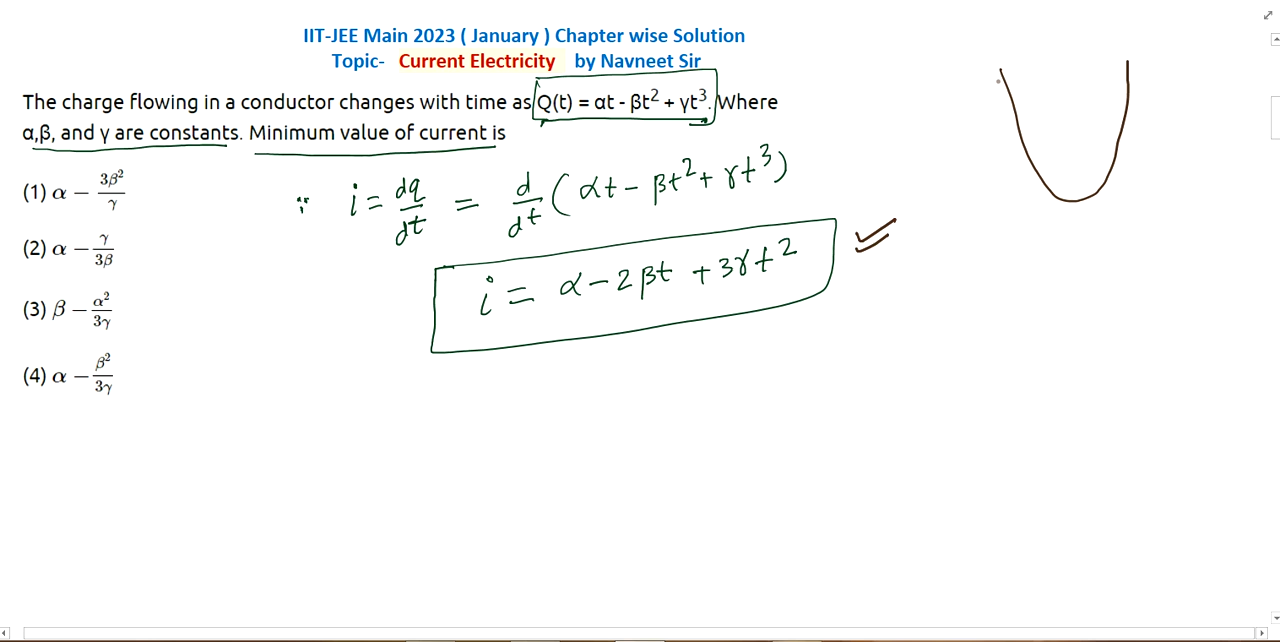 IIT-JEE Main 2023 ( January ) Chapter wise Solution
Topic- Current Electricity by Navneet Sir
The charge flowing in a conductor changes with time as Q(t) = αt - βt² + γt³. Where
α,β, and γ are constants. Minimum value of current is
(1) α − 3β²/γ
(2) α − γ/3β
(3) β − α²/3γ
(4) α − β²/3γ
∵ i = dq/dt = d/dt (αt − βt² + γt³)
i = α − 2βt + 3γt²